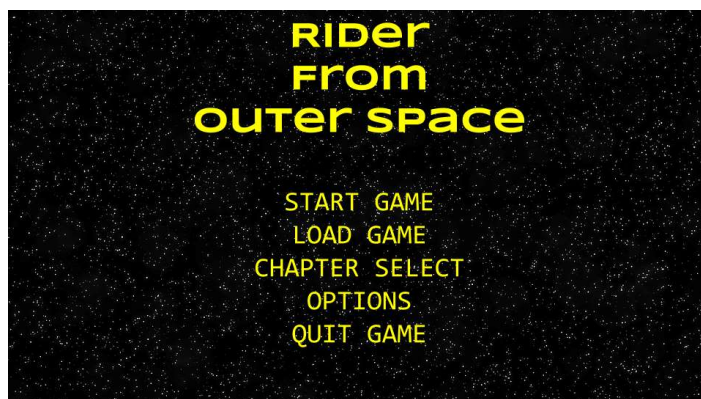 RIDer
From
OUTer SPace
START GAME
LOAD GAME
CHAPTER SELECT
OPTIONS
QUIT GAME